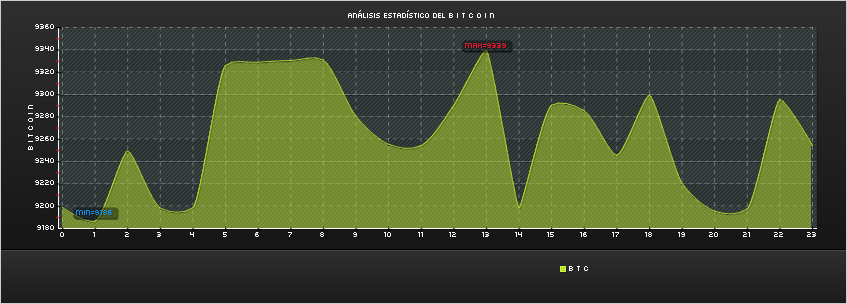 ANÁLISIS ESTADÍSTICO DEL B I T C O I N
9360
9340
9320
9300
9280
9260
9240
9220
9200
9180
B I T C O I N
MAX=9339
MIN=9186
0 1 2 3 4 5 6 7 8 9 10 11 12 13 14 15 16 17 18 19 20 21 22 23
B T C